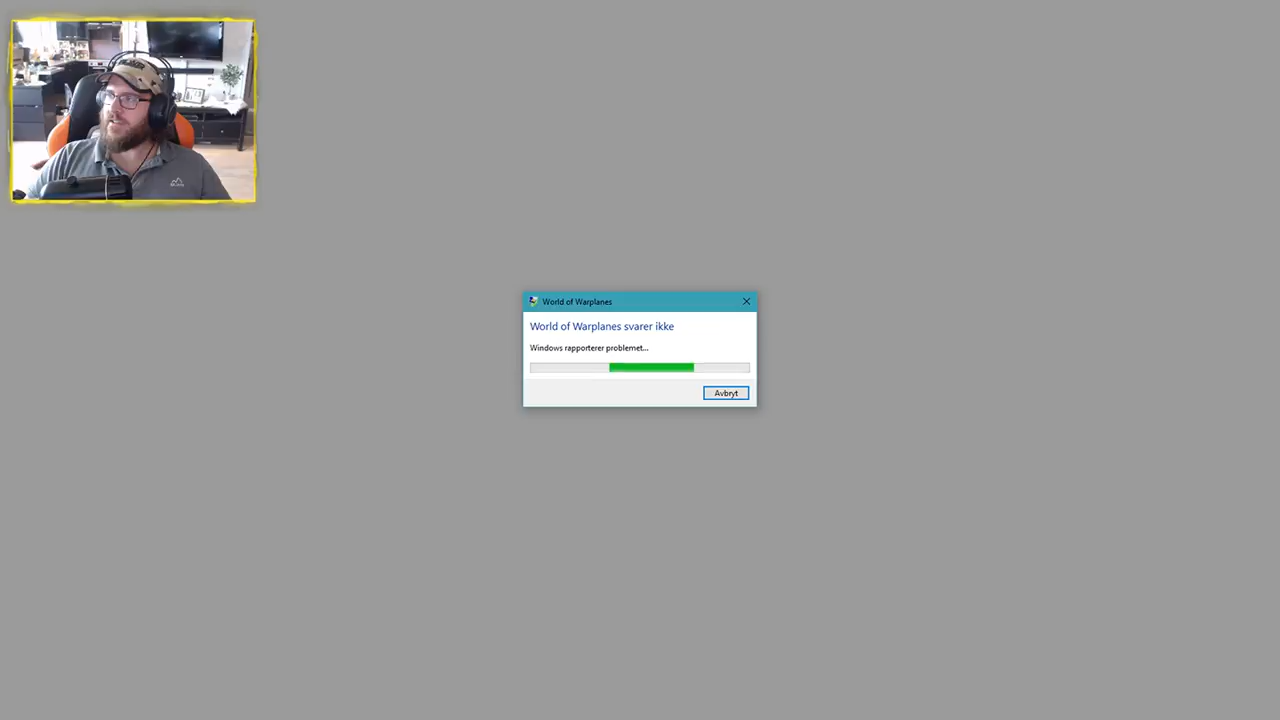 World of Warplanes
World of Warplanes svarer ikke
Windows rapporterer problemet...
Avbryt